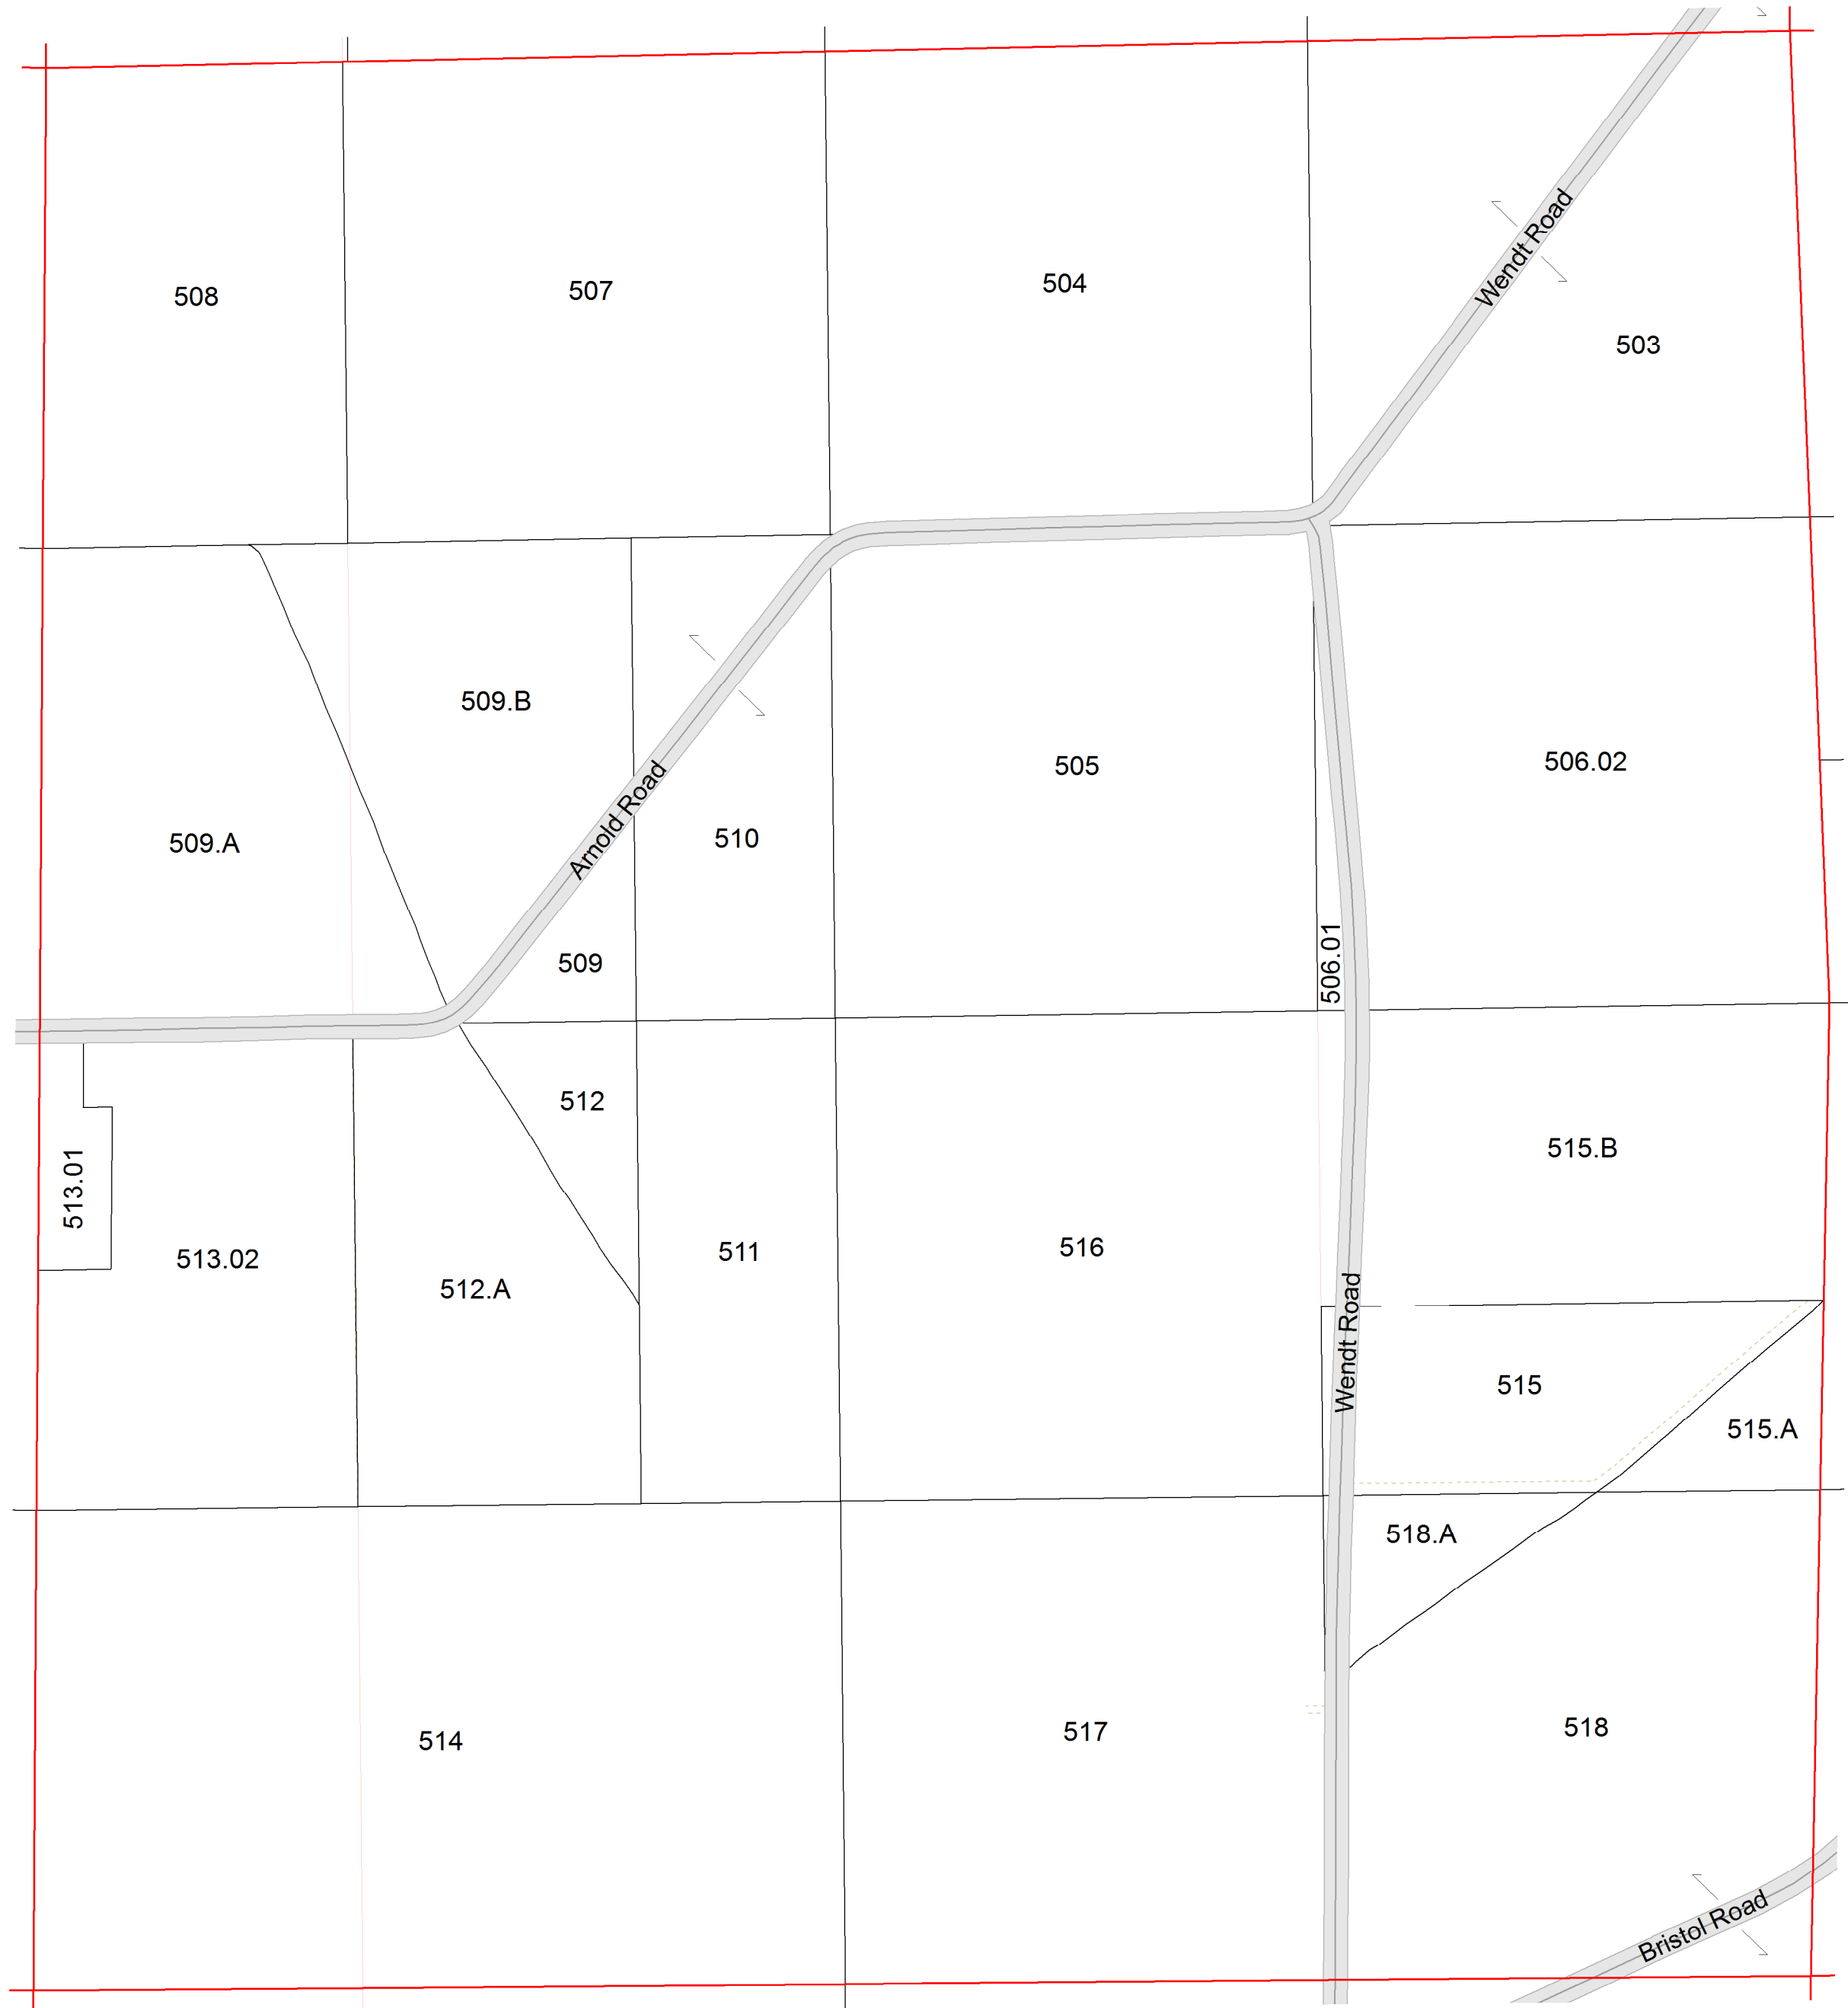 Wendt Road
508
507
504
503
509.B
505
506.02
Arnold Road
510
509.A
506.01
509
512
515.B
513.01
513.02
511
516
512.A
Wendt Road
515
515.A
518.A
514
517
518
Bristol Road